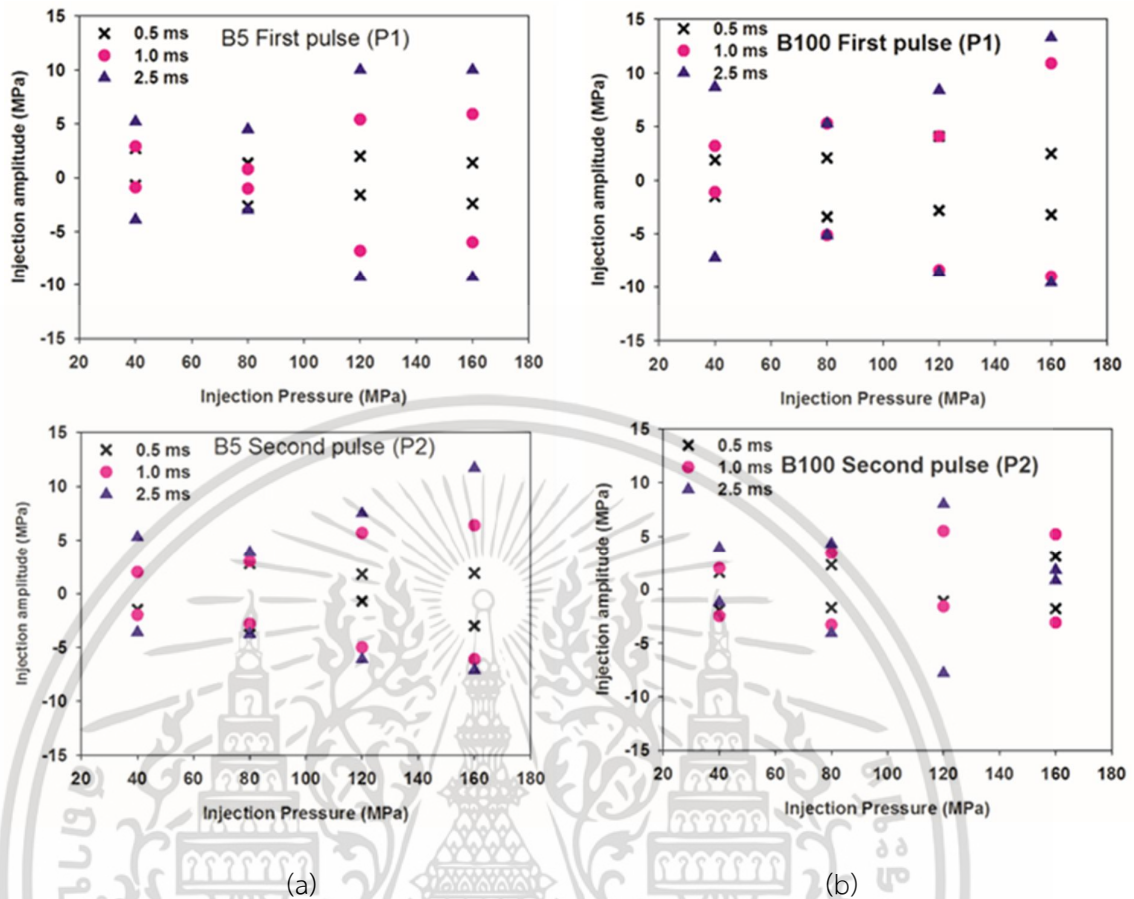 B5 First pulse (P1)
0.5 ms
1.0 ms
2.5 ms
Injection amplitude (MPa)
15
10
5
0
-5
-10
-15
20 40 60 80 100 120 140 160 180
Injection Pressure (MPa)
B100 First pulse (P1)
0.5 ms
1.0 ms
2.5 ms
Injection amplitude (MPa)
15
10
5
0
-5
-10
-15
20 40 60 80 100 120 140 160 180
Injection Pressure (MPa)
B5 Second pulse (P2)
0.5 ms
1.0 ms
2.5 ms
Injection amplitude (MPa)
15
10
5
0
-5
-10
-15
20 40 60 80 100 120 140 160 180
Injection Pressure (MPa)
B100 Second pulse (P2)
0.5 ms
1.0 ms
2.5 ms
Injection amplitude (MPa)
15
10
5
0
-5
-10
-15
20 40 60 80 100 120 140 160 180
Injection Pressure (MPa)
(a) (b)